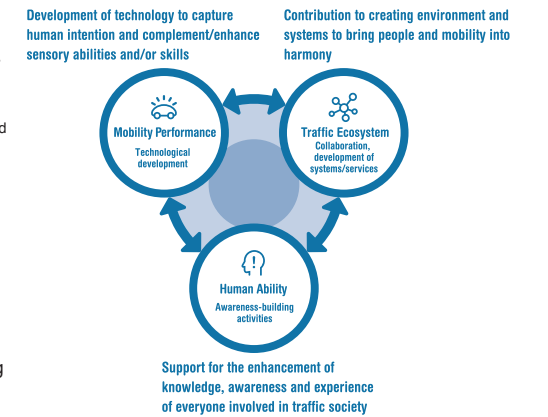 Development of technology to capture
human intention and complement/enhance
sensory abilities and/or skills
Contribution to creating environment and
systems to bring people and mobility into
harmony
Mobility Performance
Technological
development
Traffic Ecosystem
Collaboration,
development of
systems/services
Human Ability
Awareness-building
activities
Support for the enhancement of
knowledge, awareness and experience
of everyone involved in traffic society